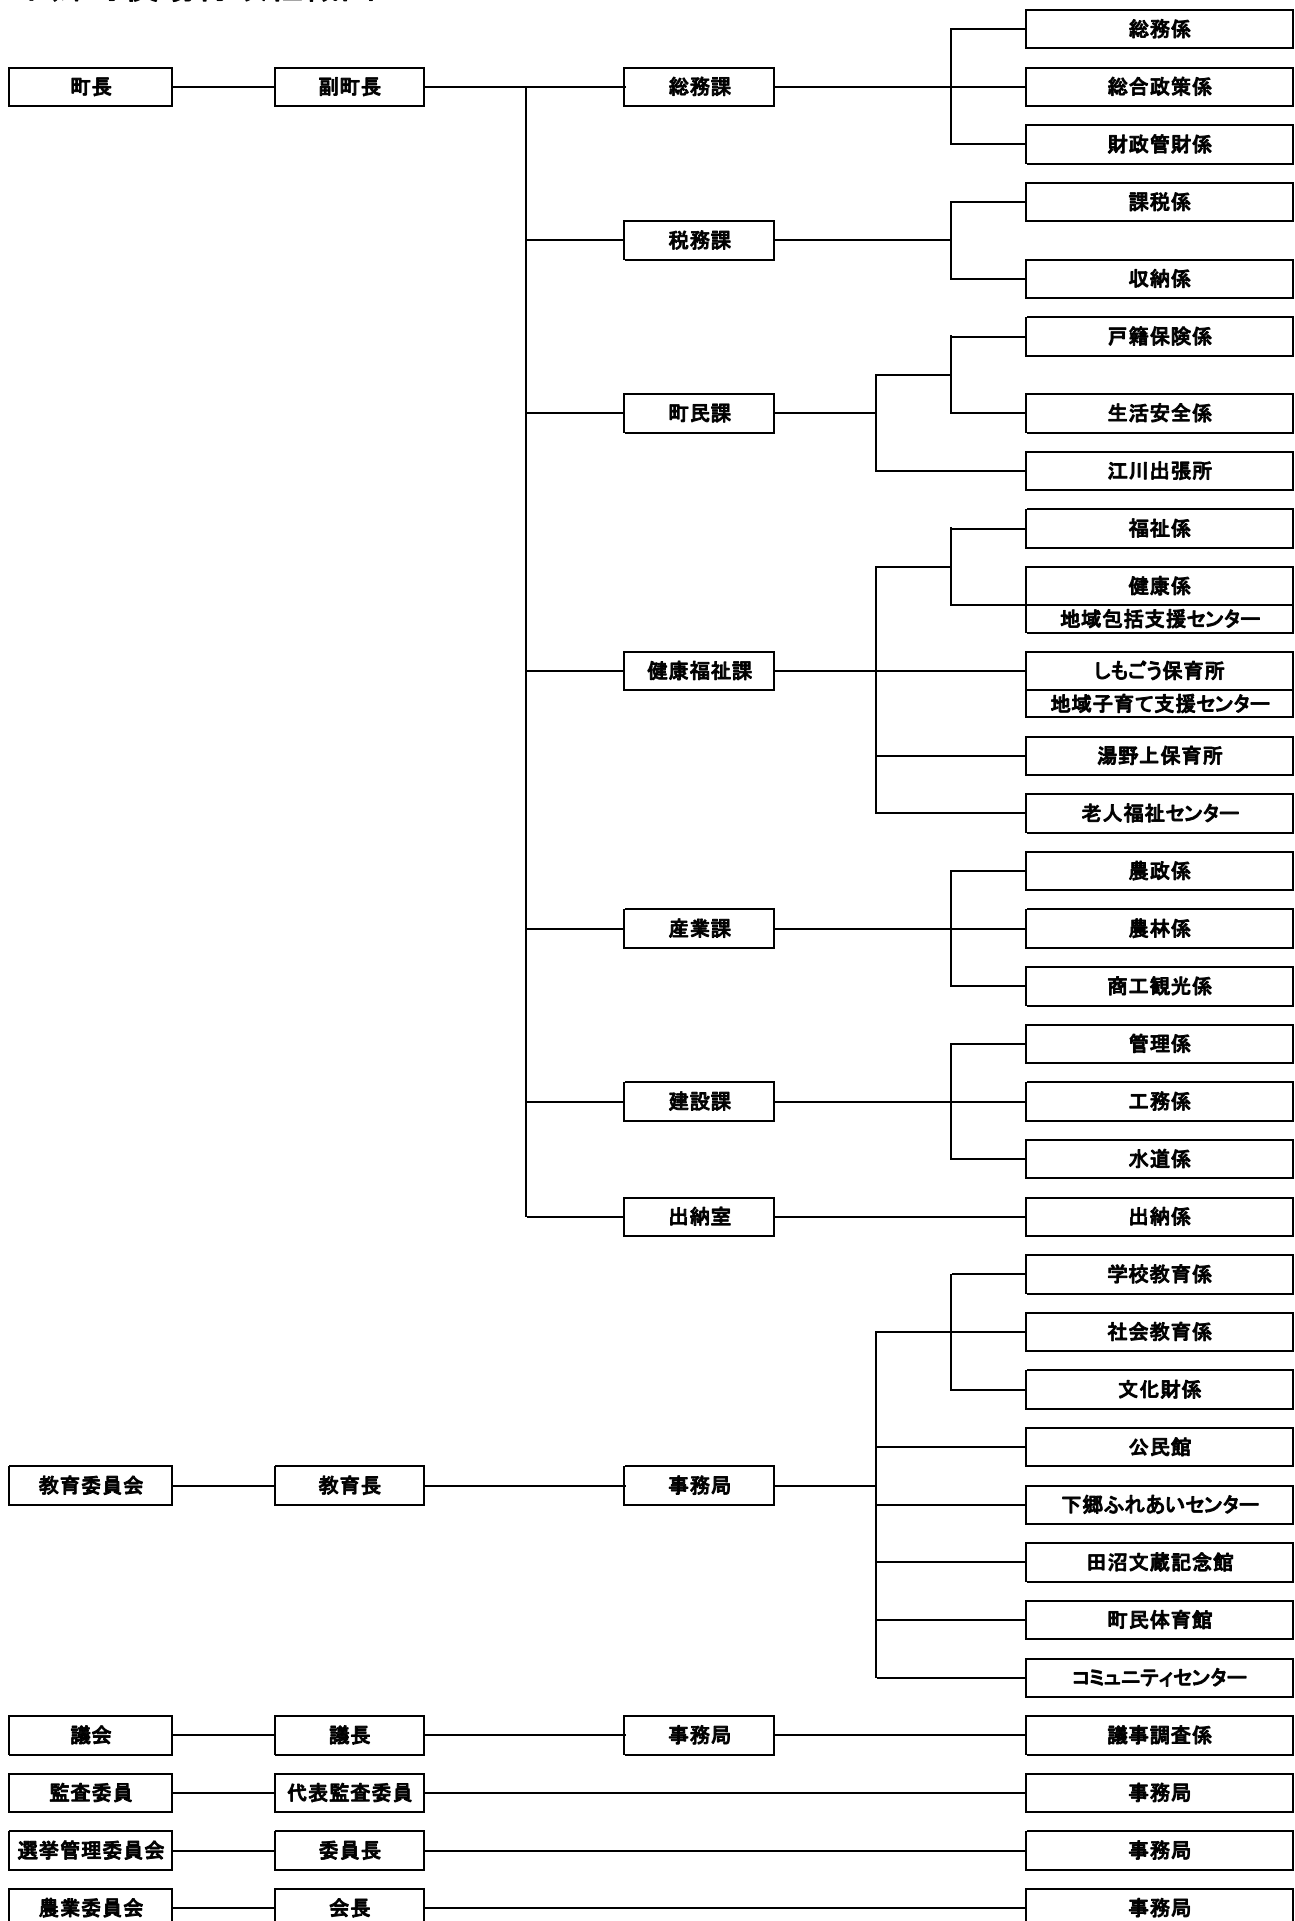 総務係
町長
副町長
総務課
総合政策係
財政管財係
課税係
税務課
収納係
戸籍保険係
町民課
生活安全係
江川出張所
福祉係
健康係
地域包括支援センター
健康福祉課
しもごう保育所
地域子育て支援センター
湯野上保育所
老人福祉センター
農政係
産業課
農林係
商工観光係
管理係
建設課
工務係
水道係
出納室
出納係
学校教育係
社会教育係
文化財係
公民館
教育委員会
教育長
事務局
下郷ふれあいセンター
田沼文蔵記念館
町民体育館
コミュニティセンター
議会
議長
事務局
議事調査係
監査委員
代表監査委員
事務局
選挙管理委員会
委員長
事務局
農業委員会
会長
事務局